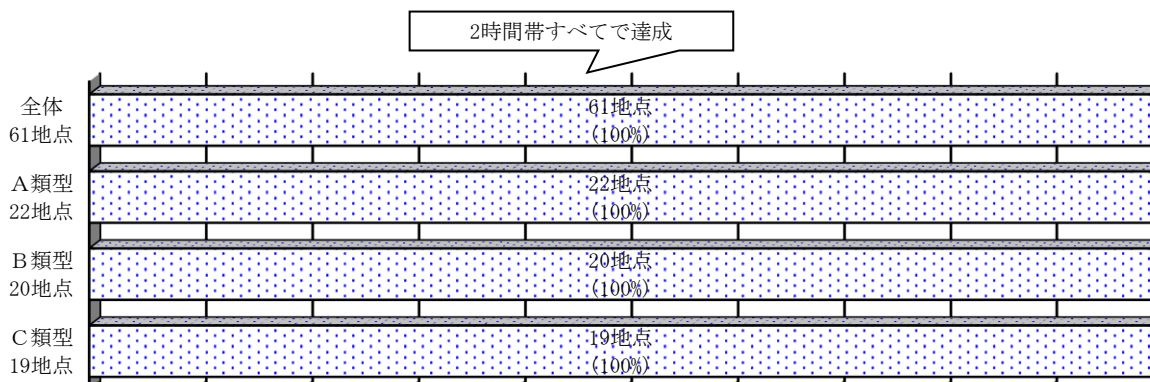 2時間帯すべてで達成
全体
61地点
61地点
(100%)
A類型
22地点
22地点
(100%)
B類型
20地点
20地点
(100%)
C類型
19地点
19地点
(100%)